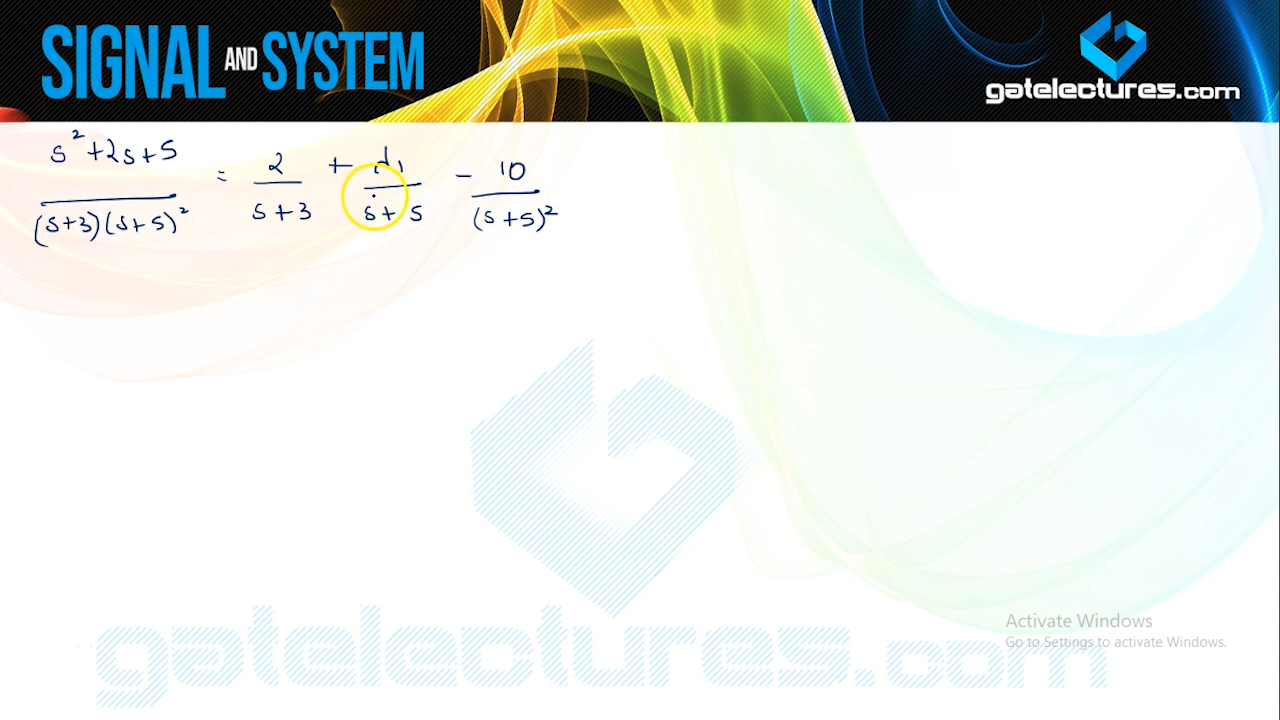 SIGNAL AND SYSTEM
gatelectures.com
s²+2s+5 / (s+3)(s+5)² = 2 / s+3 + d₁ / s+5 - 10 / (s+5)²
gatelectures.com
Activate Windows
Go to Settings to activate Windows.